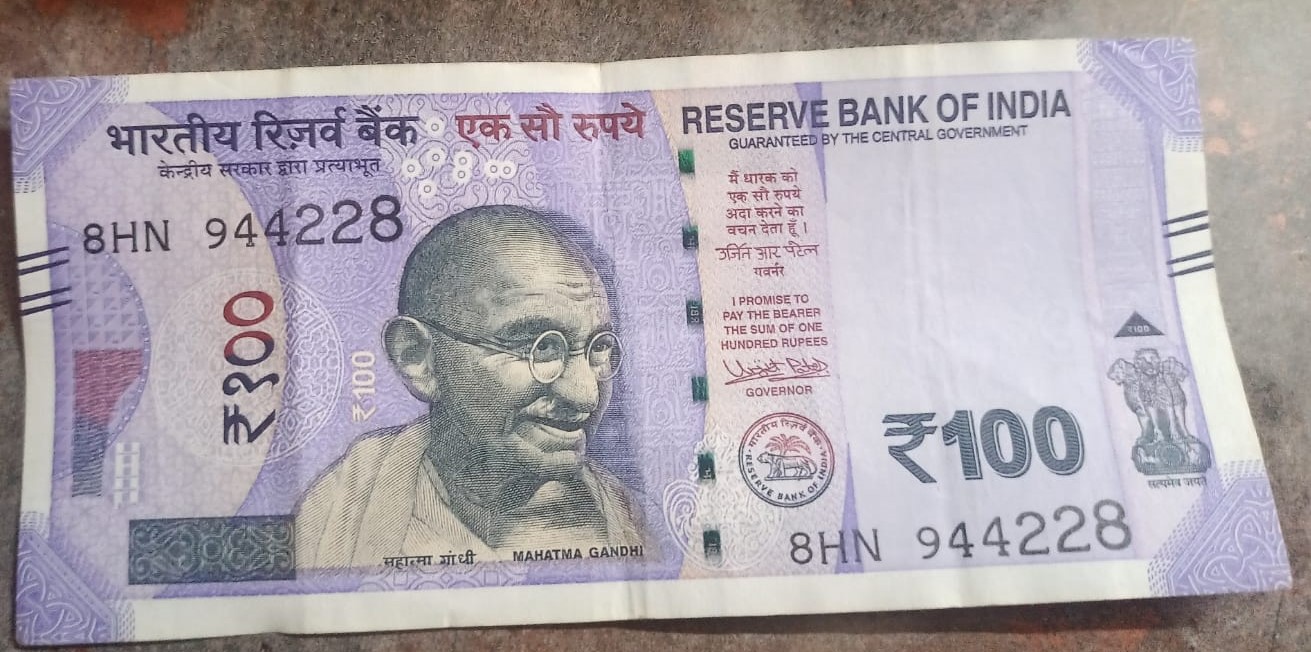 भारतीय रिज़र्व बैंक
केन्द्रीय सरकार द्वारा प्रत्याभूत
एक सौ रुपये
RESERVE BANK OF INDIA
GUARANTEED BY THE CENTRAL GOVERNMENT
8HN 944228
₹१००
₹100
मैं धारक को
एक सौ रुपये
अदा करने का
वचन देता हूँ।
उर्जित आर पटेल
गवर्नर
I PROMISE TO
PAY THE BEARER
THE SUM OF ONE
HUNDRED RUPEES
GOVERNOR
भारतीय रिज़र्व बैंक
RESERVE BANK OF INDIA
₹100
₹100
सत्यमेव जयते
8HN 944228
महात्मा गांधी
MAHATMA GANDHI